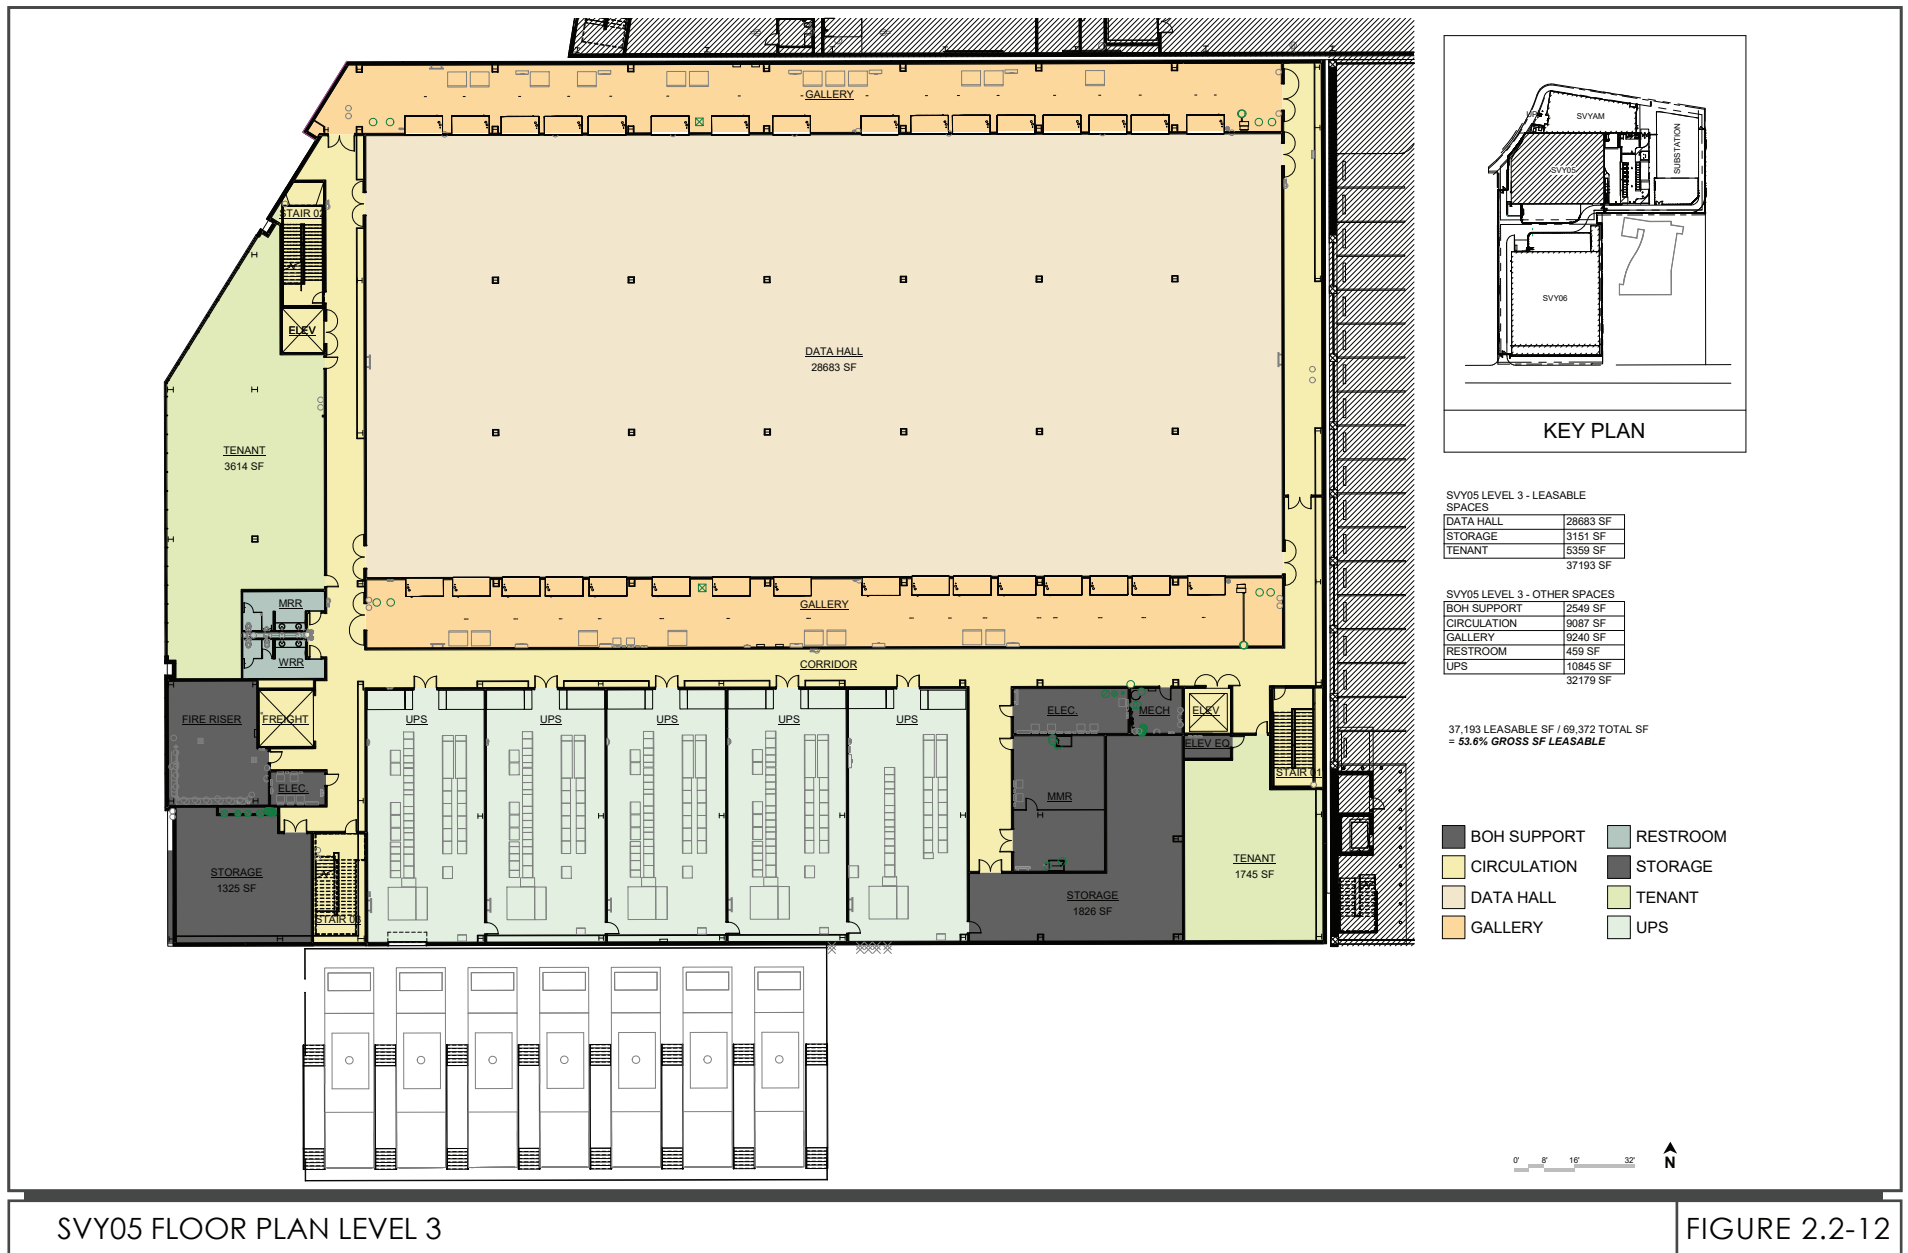 GALLERY
STAIR 02
ELEV
DATA HALL
28683 SF
TENANT
3614 SF
MRR
WRR
GALLERY
CORRIDOR
FIRE RISER
FREIGHT
ELEC.
STORAGE
1325 SF
STAIR 03
UPS
UPS
UPS
UPS
UPS
ELEC.
MECH
ELEV
ELEV EQ
STAIR 01
MMR
STORAGE
1826 SF
TENANT
1745 SF
SVYAM
SUBSTATION
SVY05
SVY06
KEY PLAN
SVY05 LEVEL 3 - LEASABLE
SPACES
DATA HALL 28683 SF
STORAGE 3151 SF
TENANT 5359 SF
37193 SF
SVY05 LEVEL 3 - OTHER SPACES
BOH SUPPORT 2549 SF
CIRCULATION 9087 SF
GALLERY 9240 SF
RESTROOM 459 SF
UPS 10845 SF
32179 SF
37,193 LEASABLE SF / 69,372 TOTAL SF
= 53.6% GROSS SF LEASABLE
BOH SUPPORT
CIRCULATION
DATA HALL
GALLERY
RESTROOM
STORAGE
TENANT
UPS
0' 8' 16' 32'
N
SVY05 FLOOR PLAN LEVEL 3
FIGURE 2.2-12